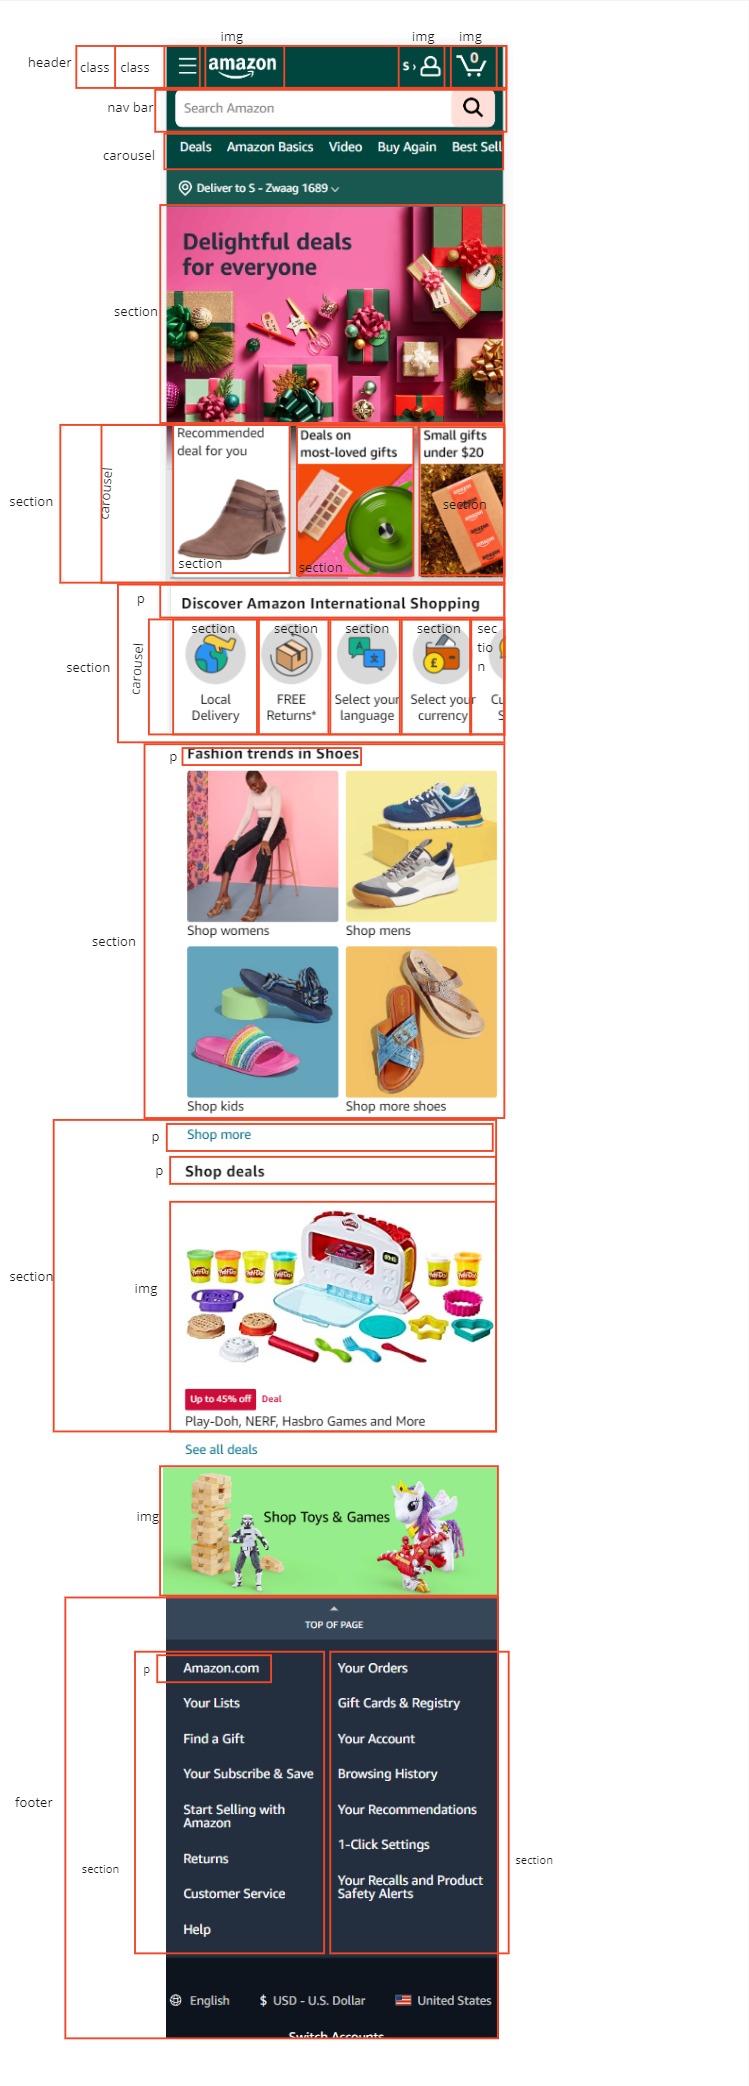 img img img
header class class amazon S › 0
nav bar Search Amazon
carousel Deals Amazon Basics Video Buy Again Best Sell
Deliver to S - Zwaag 1689
Delightful deals
for everyone
section
Recommended
deal for you
Deals on
most-loved gifts
Small gifts
under $20
section
carousel
section
section
section
p Discover Amazon International Shopping
section section section section sec
tio
n
section
carousel
Local
Delivery
FREE
Returns*
Select your
language
Select your
currency
Cu
S
p Fashion trends in Shoes
Shop womens Shop mens
section
Shop kids Shop more shoes
p Shop more
p Shop deals
section
img
Up to 45% off Deal
Play-Doh, NERF, Hasbro Games and More
See all deals
img Shop Toys & Games
TOP OF PAGE
p Amazon.com
Your Lists
Find a Gift
Your Subscribe & Save
Start Selling with
Amazon
Returns
Customer Service
Help
Your Orders
Gift Cards & Registry
Your Account
Browsing History
Your Recommendations
1-Click Settings
Your Recalls and Product
Safety Alerts
footer
section
section
English $ USD - U.S. Dollar United States
Switch Accounts